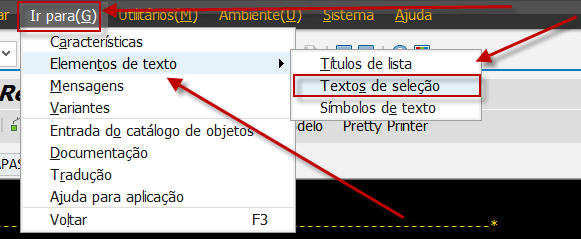 ar Ir para(G) Utilitários(M) Ambiente(U) Sistema Ajuda
Características
Elementos de texto
Títulos de lista
Mensagens
Textos de seleção
Variantes
Símbolos de texto
Entrada do catálogo de objetos
delo Pretty Printer
Documentação
Tradução
APAS
Ajuda para aplicação
Voltar F3
Re
----------------------------------------------------------*